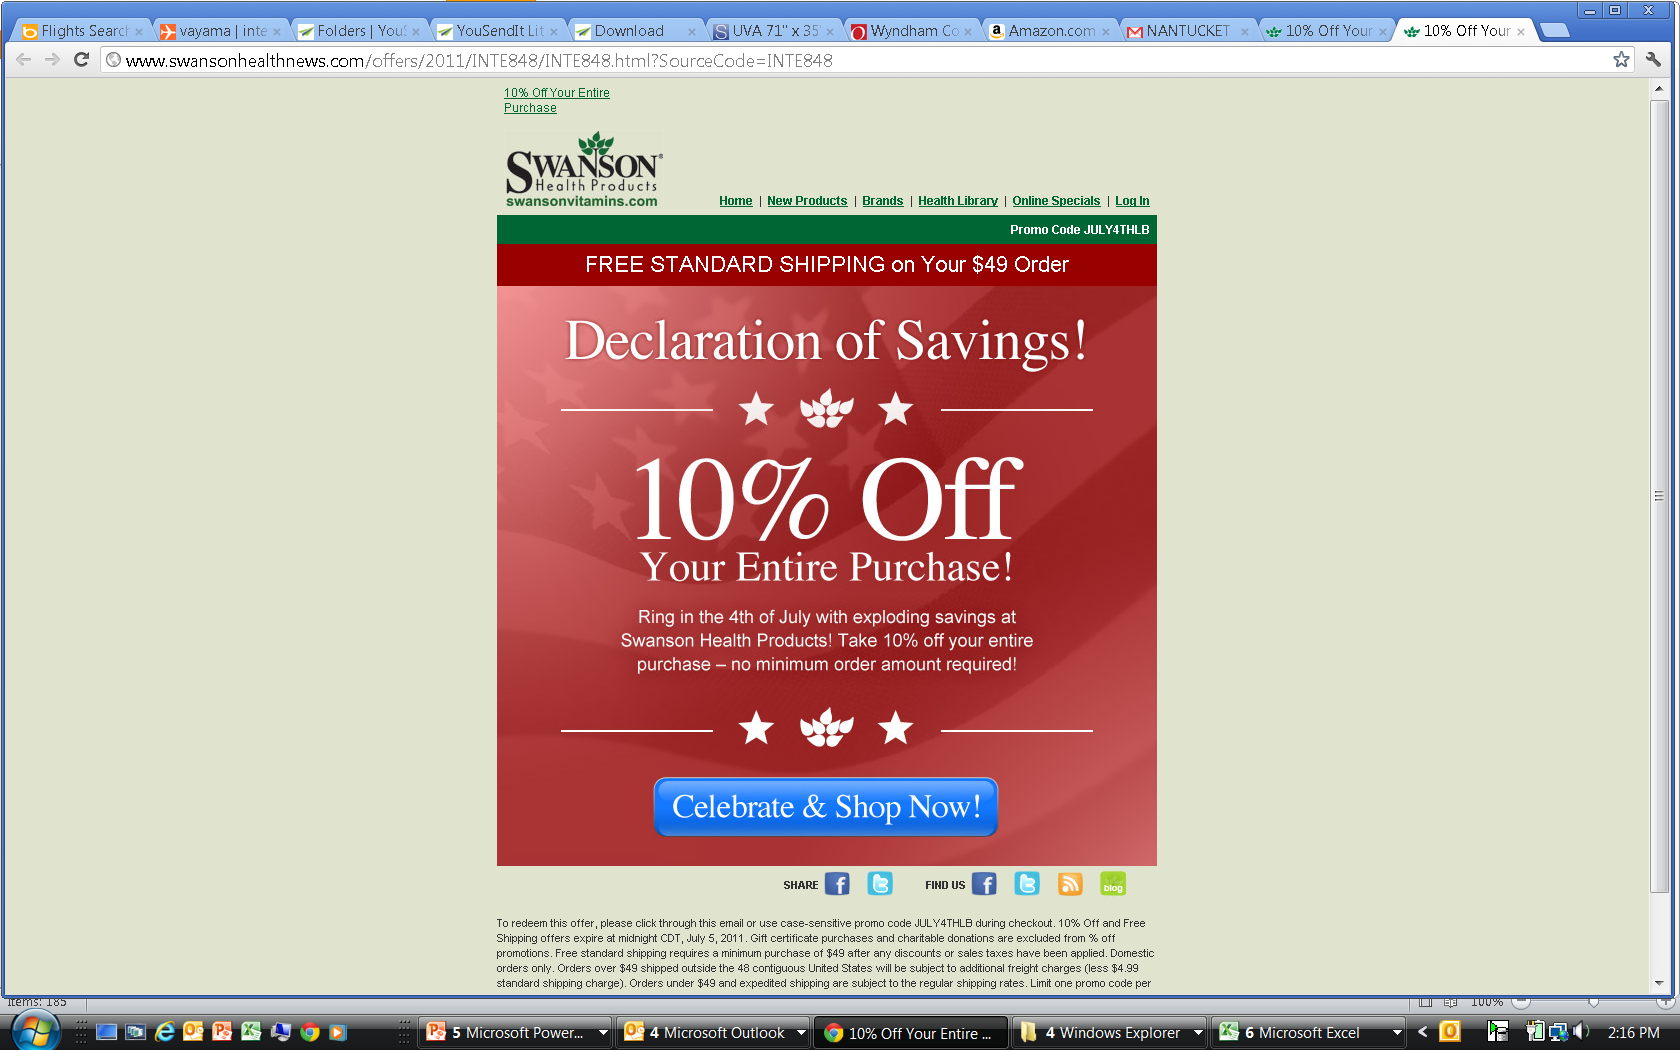 Flights Search
vayama | inte
Folders | YouS
YouSendIt Lit
Download
UVA 71" x 35'
Wyndham Co
Amazon.com
NANTUCKET
10% Off Your
10% Off Your
www.swansonhealthnews.com/offers/2011/INTE848/INTE848.html?SourceCode=INTE848
10% Off Your Entire
Purchase
SWANSON®
Health Products
swansonvitamins.com
Home | New Products | Brands | Health Library | Online Specials | Log In
Promo Code JULY4THLB
FREE STANDARD SHIPPING on Your $49 Order
Declaration of Savings!
10% Off
Your Entire Purchase!
Ring in the 4th of July with exploding savings at
Swanson Health Products! Take 10% off your entire
purchase – no minimum order amount required!
Celebrate & Shop Now!
SHARE FIND US blog
To redeem this offer, please click through this email or use case-sensitive promo code JULY4THLB during checkout. 10% Off and Free
Shipping offers expire at midnight CDT, July 5, 2011. Gift certificate purchases and charitable donations are excluded from % off
promotions. Free standard shipping requires a minimum purchase of $49 after any discounts or sales taxes have been applied. Domestic
orders only. Orders over $49 shipped outside the 48 contiguous United States will be subject to additional freight charges (less $4.99
standard shipping charge). Orders under $49 and expedited shipping are subject to the regular shipping rates. Limit one promo code per
Items: 185
100%
5 Microsoft Power...
4 Microsoft Outlook
10% Off Your Entire ...
4 Windows Explorer
6 Microsoft Excel
2:16 PM